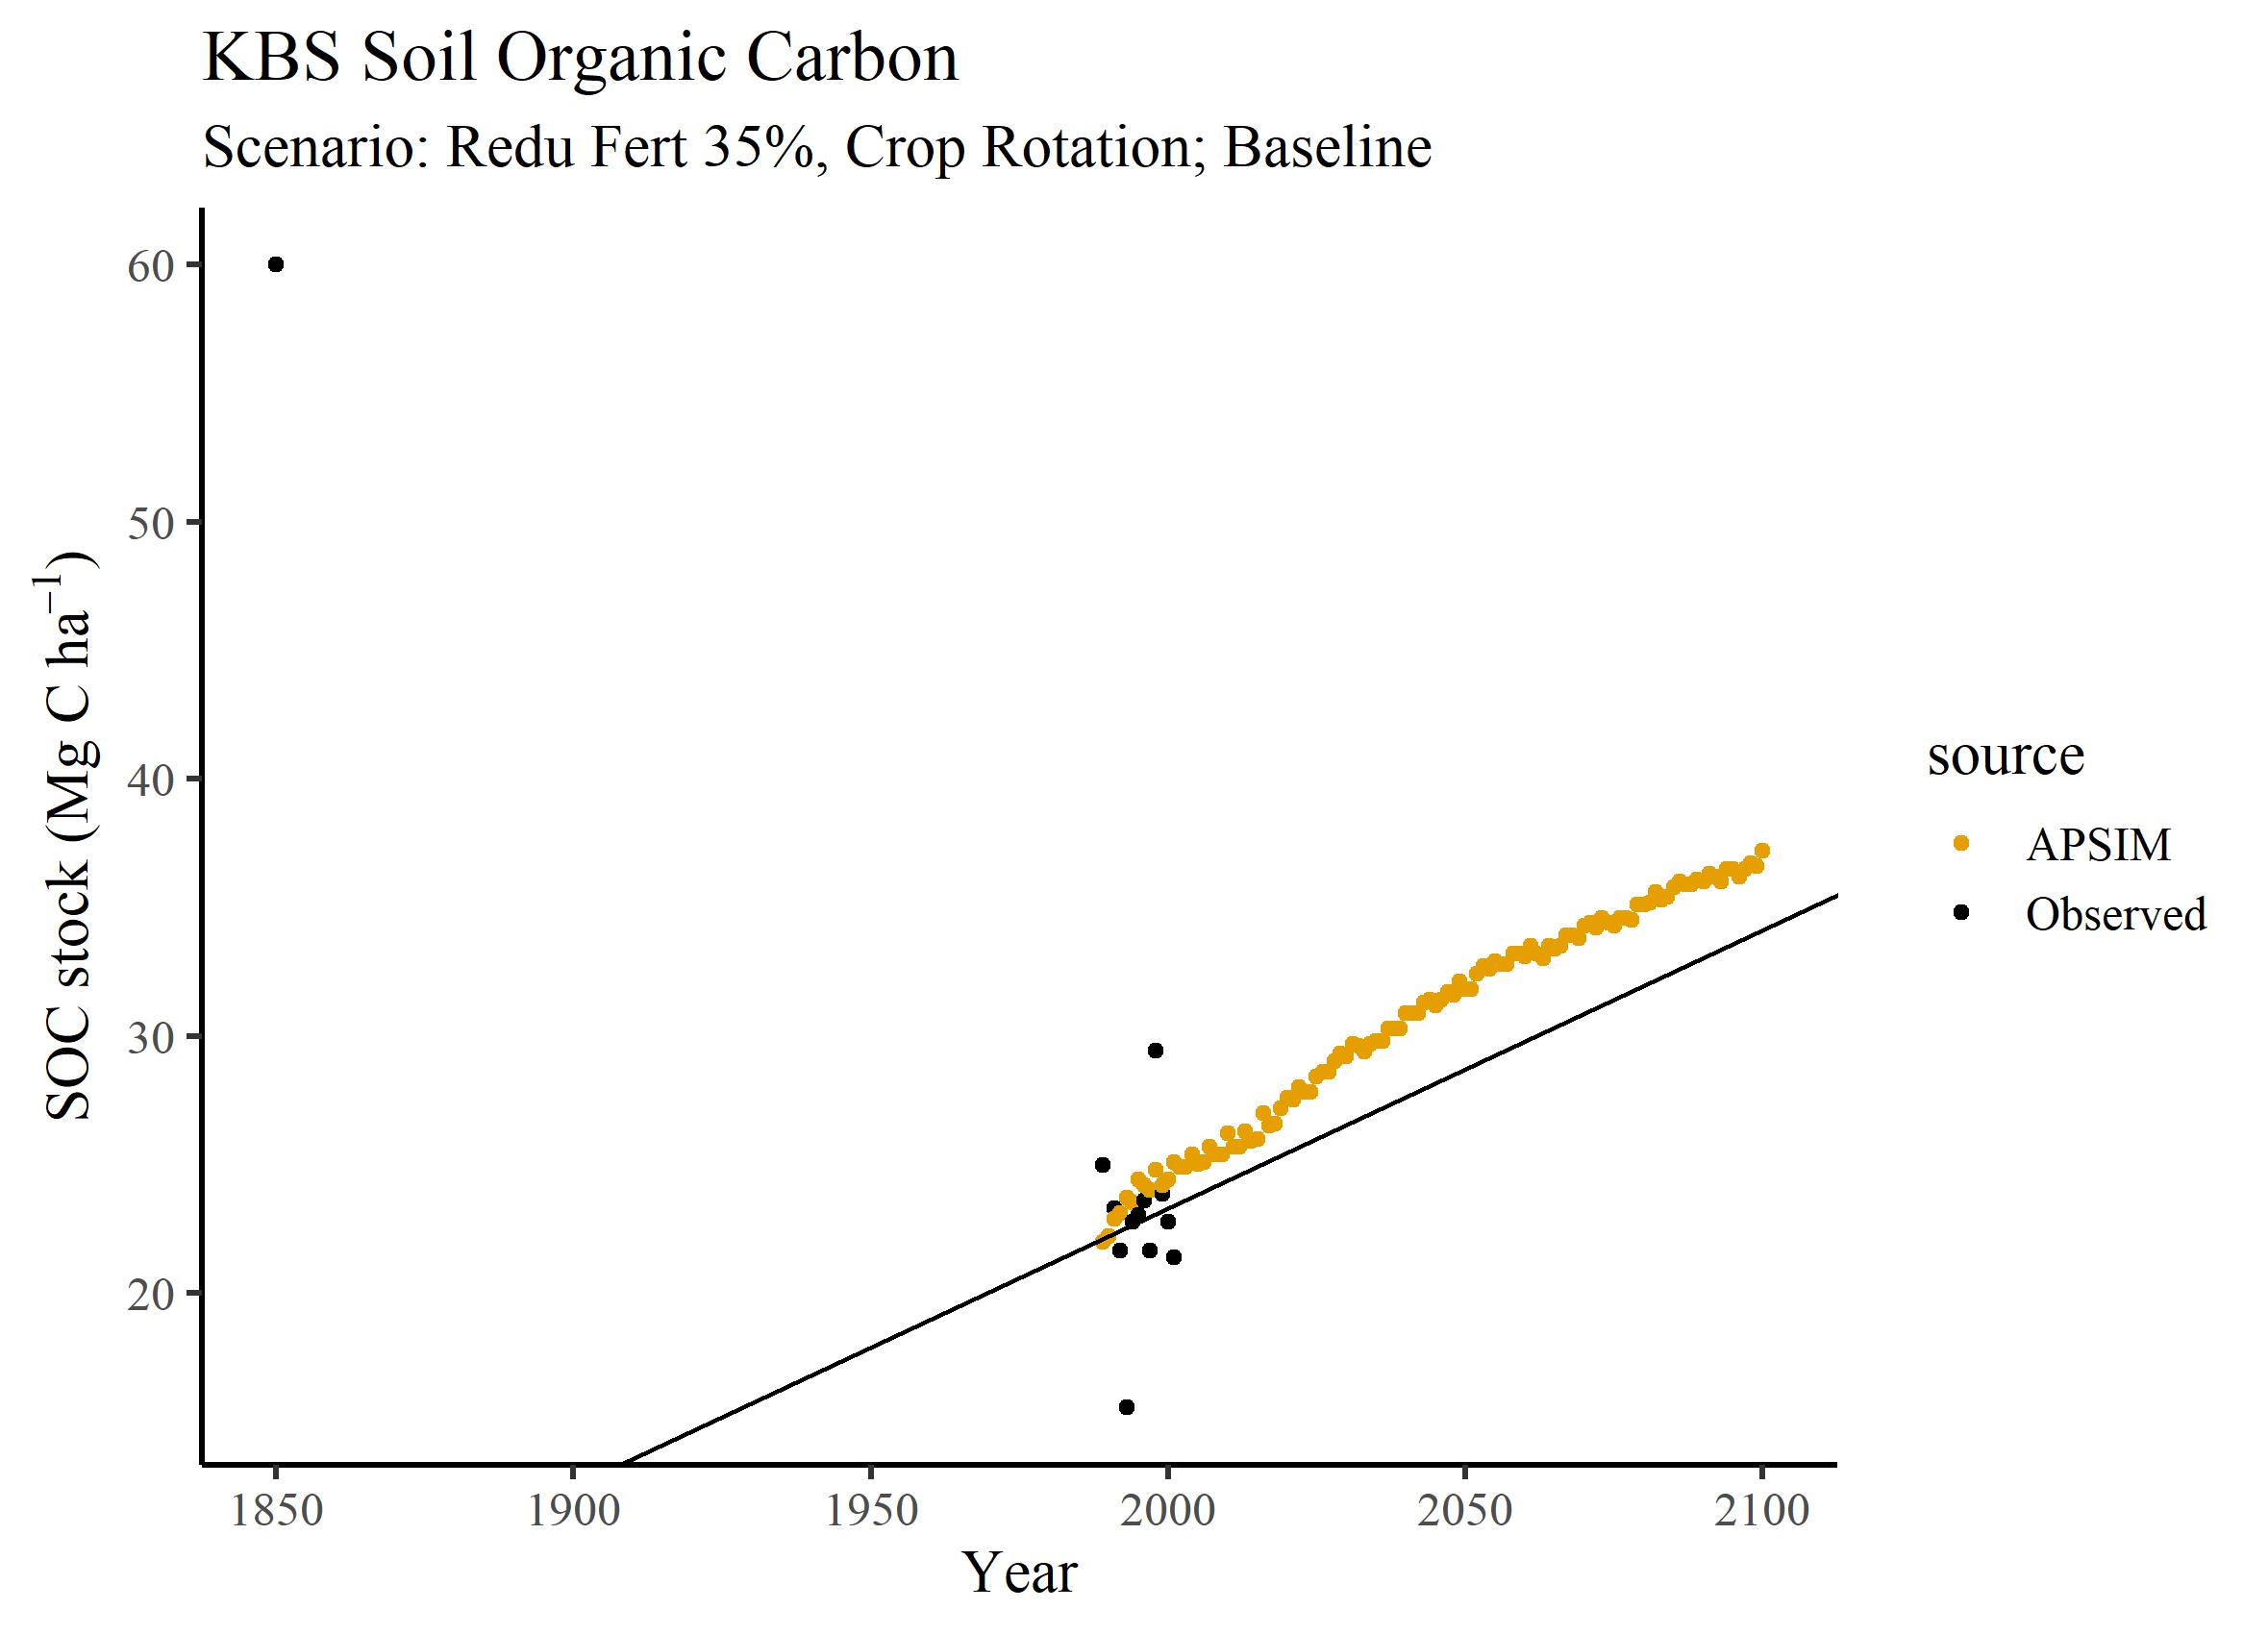 KBS Soil Organic Carbon
Scenario: Redu Fert 35%, Crop Rotation; Baseline
SOC stock (Mg C ha⁻¹)
60
50
40
30
20
1850 1900 1950 2000 2050 2100
Year
source
APSIM
Observed